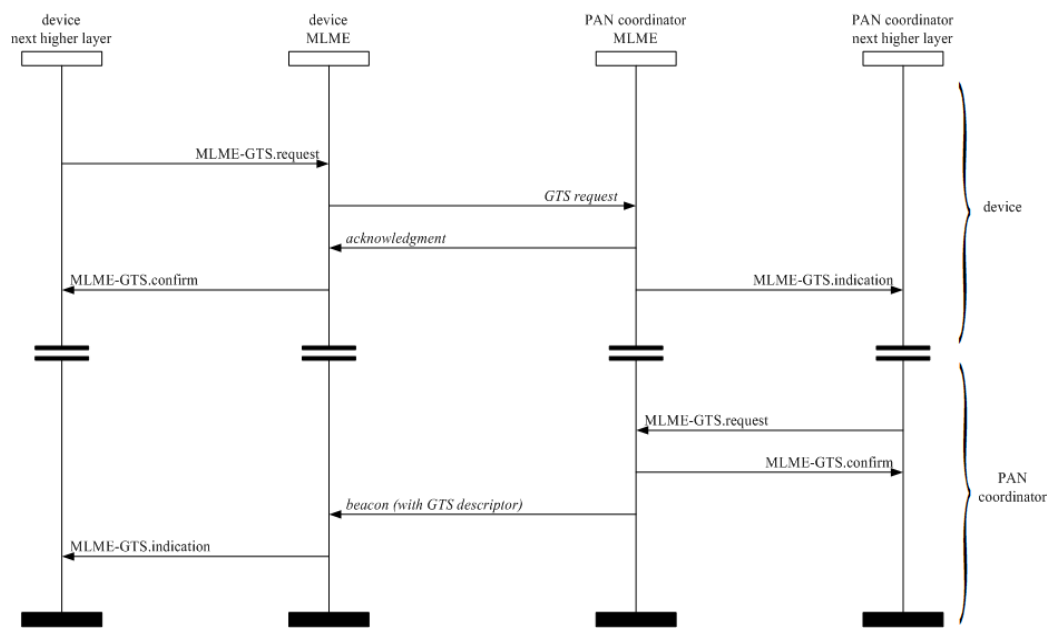 device
next higher layer
device
MLME
PAN coordinator
MLME
PAN coordinator
next higher layer
MLME-GTS.request
GTS request
device
acknowledgment
MLME-GTS.confirm
MLME-GTS.indication
MLME-GTS.request
MLME-GTS.confirm
PAN
coordinator
beacon (with GTS descriptor)
MLME-GTS.indication